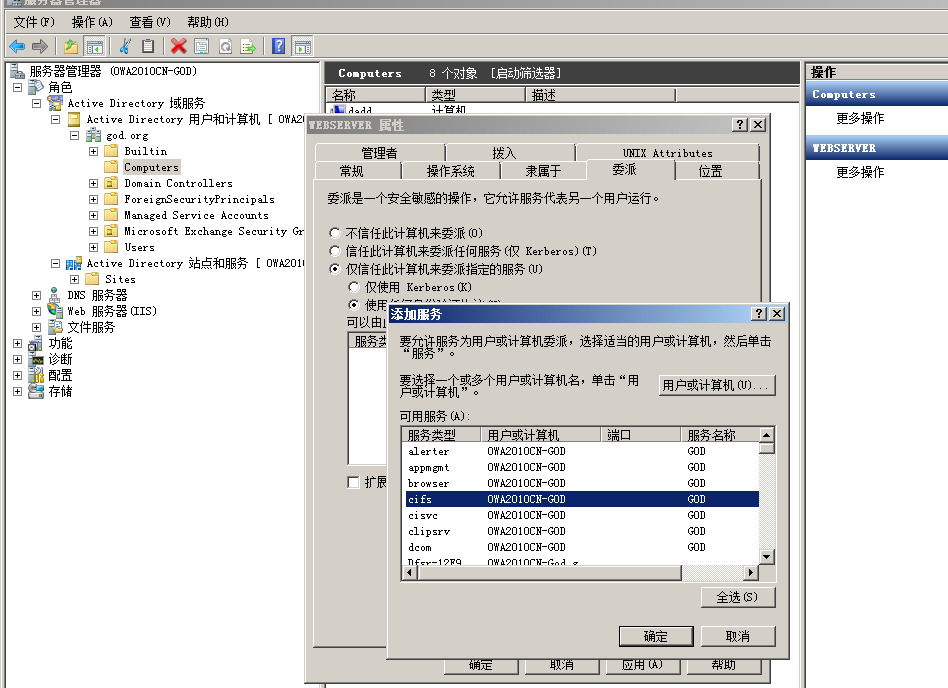 服务器管理器
文件(F) 操作(A) 查看(V) 帮助(H)
服务器管理器 (OWA2010CN-GOD)
角色
Active Directory 域服务
Active Directory 用户和计算机 [ OWA20
god.org
Builtin
Computers
Domain Controllers
ForeignSecurityPrincipals
Managed Service Accounts
Microsoft Exchange Security Gr
Users
Active Directory 站点和服务 [ OWA201
Sites
DNS 服务器
Web 服务器(IIS)
文件服务
功能
诊断
配置
存储
Computers 8 个对象 [启动筛选器]
名称 类型 描述
dedd 计算机
操作
Computers
更多操作
WEBSERVER
更多操作
WEBSERVER 属性
管理者 拨入 UNIX Attributes
常规 操作系统 隶属于 委派 位置
委派是一个安全敏感的操作，它允许服务代表另一个用户运行。
不信任此计算机来委派(O)
信任此计算机来委派任何服务(仅 Kerberos)(T)
仅信任此计算机来委派指定的服务(U)
仅使用 Kerberos(K)
使用任何身份验证协议(N)
可以由
服务类
扩展
确定 取消 应用(A) 帮助
添加服务
要允许服务为用户或计算机委派，选择适当的用户或计算机，然后单击
“服务”。
要选择一个或多个用户或计算机名，单击“用
户或计算机”。
用户或计算机(U)...
可用服务(A):
服务类型 用户或计算机 端口 服务名称
alerter OWA2010CN-GOD GOD
appmgmt OWA2010CN-GOD GOD
browser OWA2010CN-GOD GOD
cifs OWA2010CN-GOD GOD
cisvc OWA2010CN-GOD GOD
clipsrv OWA2010CN-GOD GOD
dcom OWA2010CN-GOD GOD
Dfsr-12F9 OWA2010CN-God.g
全选(S)
确定 取消